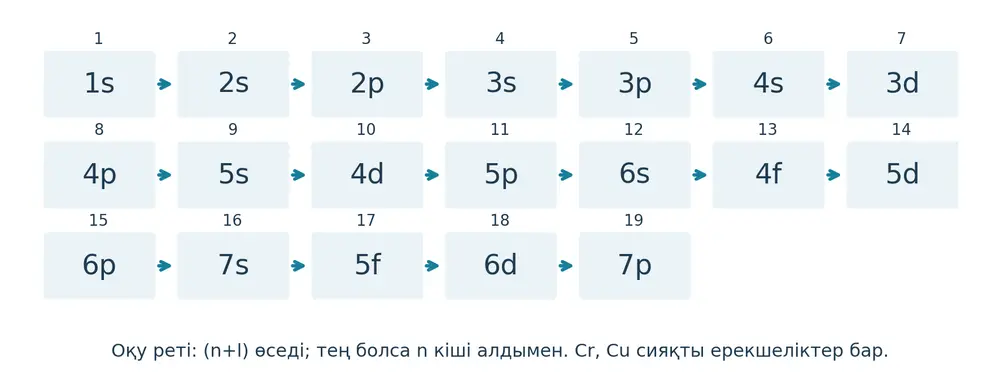 1 2 3 4 5 6 7
1s 2s 2p 3s 3p 4s 3d
8 9 10 11 12 13 14
4p 5s 4d 5p 6s 4f 5d
15 16 17 18 19
6p 7s 5f 6d 7p
Оқу реті: (n+l) өседі; тең болса n кіші алдымен. Cr, Cu сияқты ерекшеліктер бар.